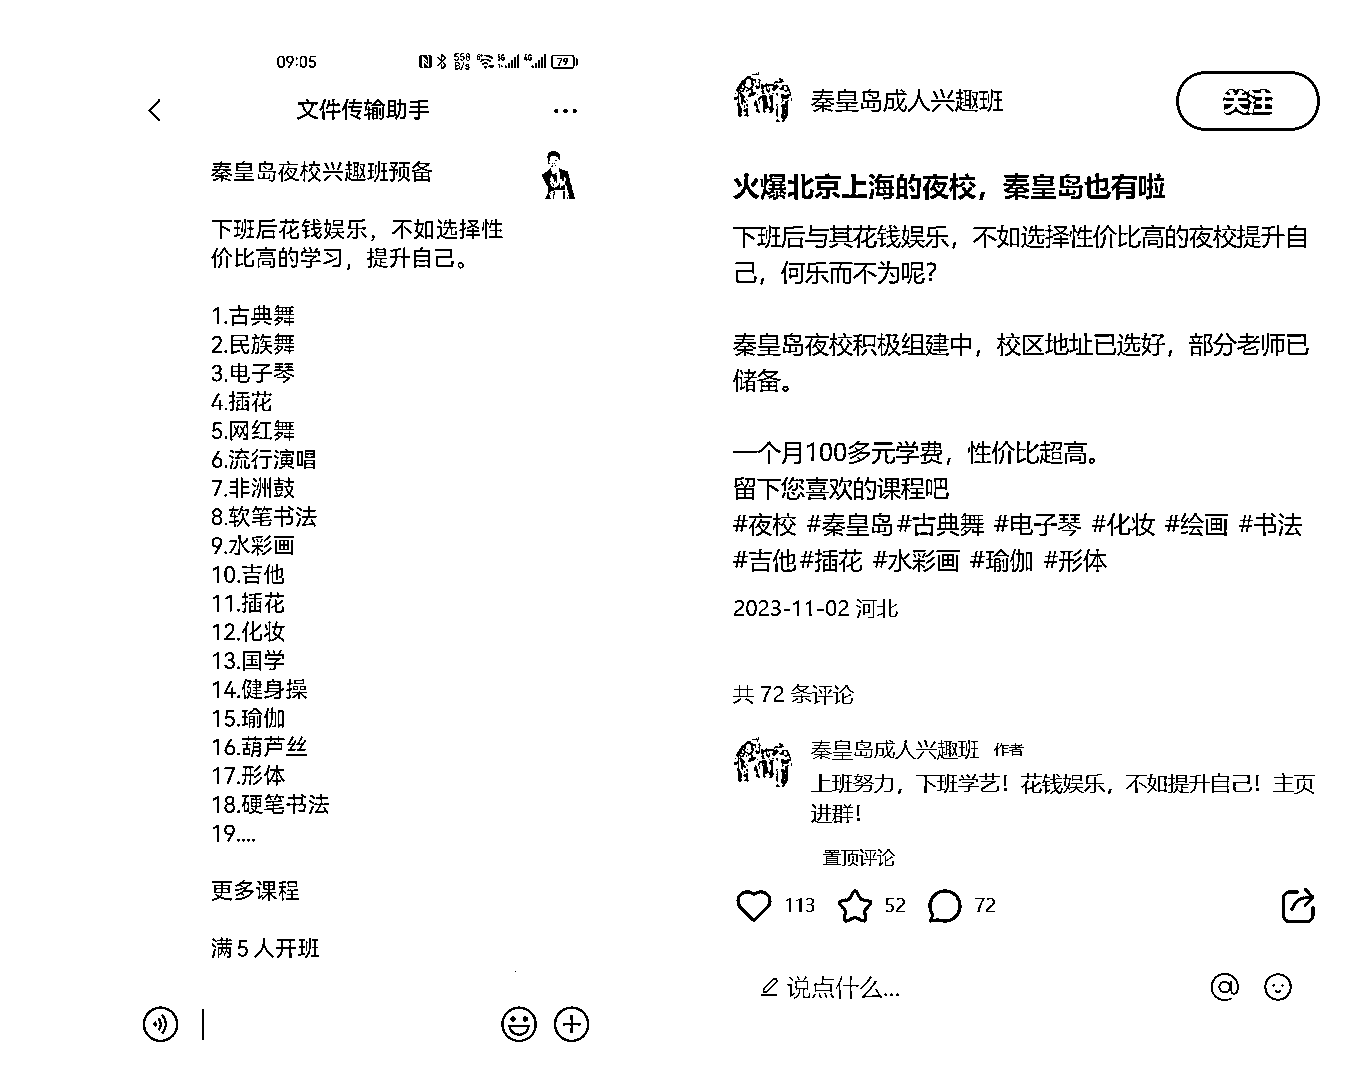 09:05
550 B/s
79
文件传输助手
秦皇岛夜校兴趣班预备
下班后花钱娱乐，不如选择性
价比高的学习，提升自己。
1.古典舞
2.民族舞
3.电子琴
4.插花
5.网红舞
6.流行演唱
7.非洲鼓
8.软笔书法
9.水彩画
10.吉他
11.插花
12.化妆
13.国学
14.健身操
15.瑜伽
16.葫芦丝
17.形体
18.硬笔书法
19....
更多课程
满5人开班
秦皇岛成人兴趣班
关注
火爆北京上海的夜校，秦皇岛也有啦
下班后与其花钱娱乐，不如选择性价比高的夜校提升自
己，何乐而不为呢？
秦皇岛夜校积极组建中，校区地址已选好，部分老师已
储备。
一个月100多元学费，性价比超高。
留下您喜欢的课程吧
#夜校 #秦皇岛#古典舞 #电子琴 #化妆 #绘画 #书法
#吉他#插花 #水彩画 #瑜伽 #形体
2023-11-02 河北
共 72 条评论
秦皇岛成人兴趣班 作者
上班努力，下班学艺！花钱娱乐，不如提升自己！主页
进群！
置顶评论
113 52 72
说点什么...